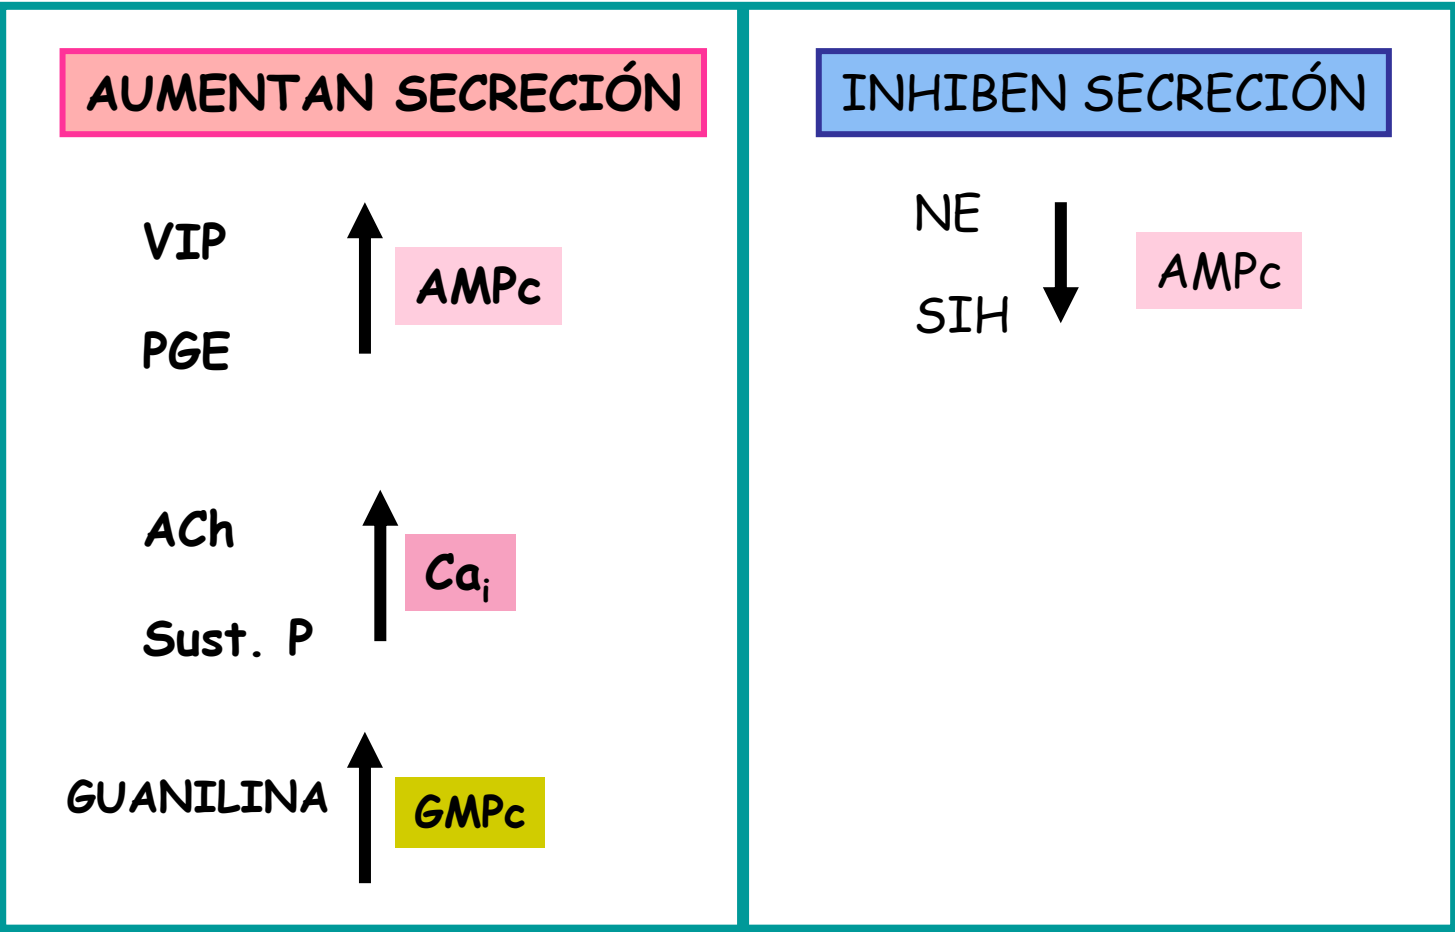 AUMENTAN SECRECIÓN
VIP
AMPc
PGE
ACh
Cai
Sust. P
GUANILINA
GMPc
INHIBEN SECRECIÓN
NE
AMPc
SIH